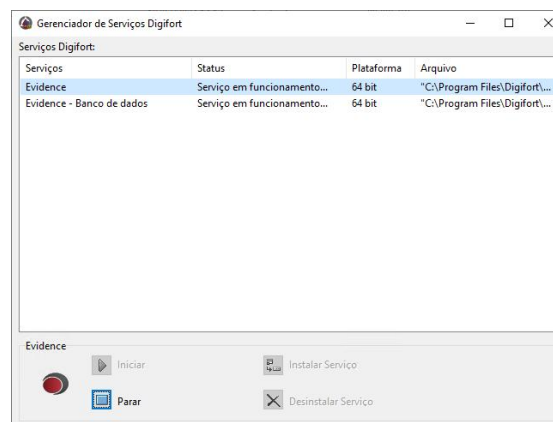 Gerenciador de Serviços Digifort
Serviços Digifort:
Serviços Status Plataforma Arquivo
Evidence Serviço em funcionamento... 64 bit "C:\Program Files\Digifort\...
Evidence - Banco de dados Serviço em funcionamento... 64 bit "C:\Program Files\Digifort\...
Evidence
Iniciar Instalar Serviço
Parar Desinstalar Serviço